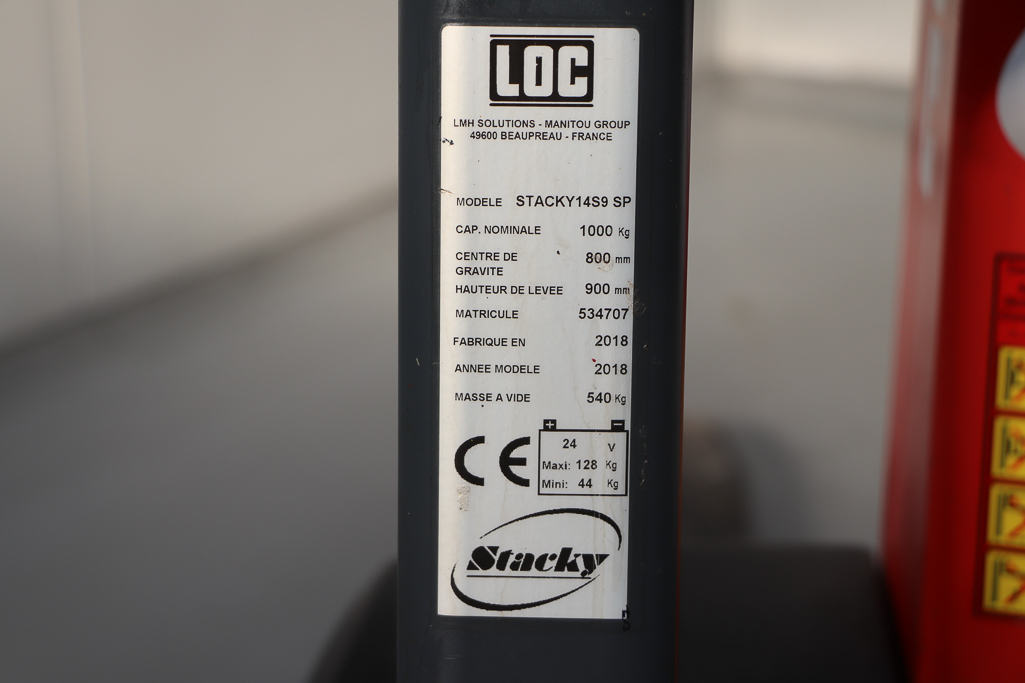 LOC
LMH SOLUTIONS - MANITOU GROUP
49600 BEAUPREAU - FRANCE
MODELE STACKY14S9 SP
CAP. NOMINALE 1000 Kg
CENTRE DE GRAVITE 800 mm
HAUTEUR DE LEVEE 900 mm
MATRICULE 534707
FABRIQUE EN 2018
ANNEE MODELE 2018
MASSE A VIDE 540 Kg
+ −
CE 24 V
Maxi: 128 Kg
Mini: 44 Kg
Stacky